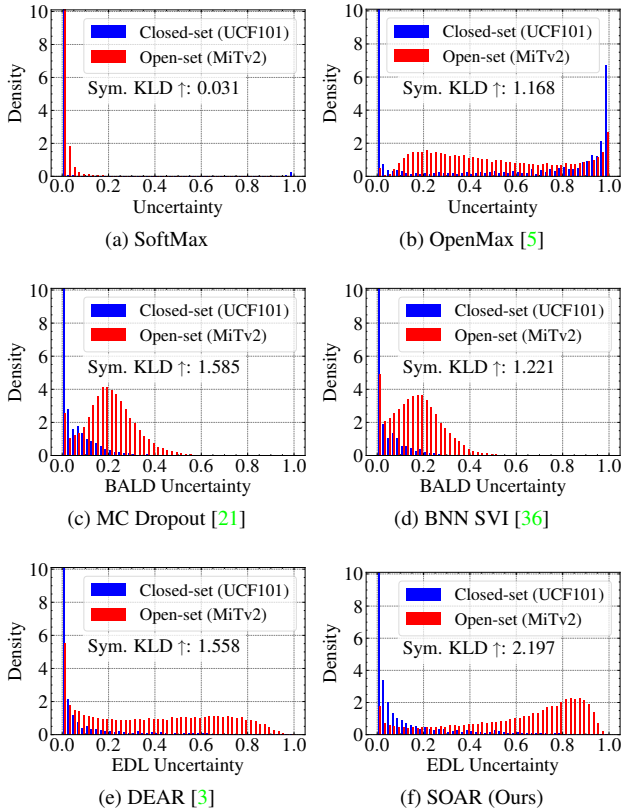 Closed-set (UCF101)
Open-set (MiTv2)
Sym. KLD ↑: 0.031
Density
10
8
6
4
2
0
0.0 0.2 0.4 0.6 0.8 1.0
Uncertainty
(a) SoftMax
Closed-set (UCF101)
Open-set (MiTv2)
Sym. KLD ↑: 1.168
Density
10
8
6
4
2
0
0.0 0.2 0.4 0.6 0.8 1.0
Uncertainty
(b) OpenMax [5]
Closed-set (UCF101)
Open-set (MiTv2)
Sym. KLD ↑: 1.585
Density
10
8
6
4
2
0
0.0 0.2 0.4 0.6 0.8 1.0
BALD Uncertainty
(c) MC Dropout [21]
Closed-set (UCF101)
Open-set (MiTv2)
Sym. KLD ↑: 1.221
Density
10
8
6
4
2
0
0.0 0.2 0.4 0.6 0.8 1.0
BALD Uncertainty
(d) BNN SVI [36]
Closed-set (UCF101)
Open-set (MiTv2)
Sym. KLD ↑: 1.558
Density
10
8
6
4
2
0
0.0 0.2 0.4 0.6 0.8 1.0
EDL Uncertainty
(e) DEAR [3]
Closed-set (UCF101)
Open-set (MiTv2)
Sym. KLD ↑: 2.197
Density
10
8
6
4
2
0
0.0 0.2 0.4 0.6 0.8 1.0
EDL Uncertainty
(f) SOAR (Ours)